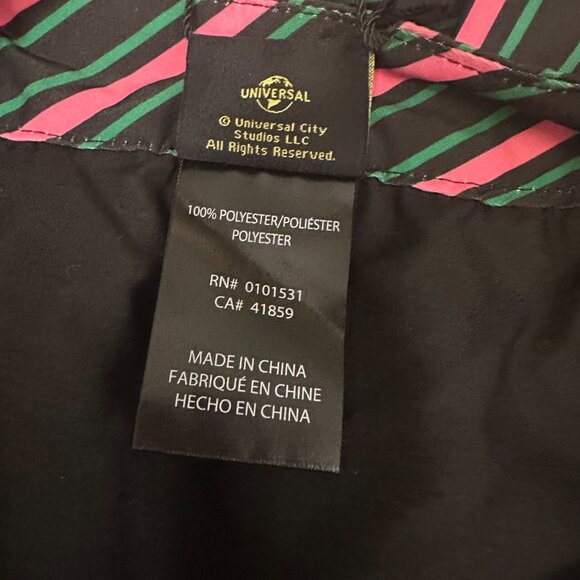 UNIVERSAL
© Universal City
Studios LLC
All Rights Reserved.
100% POLYESTER/POLIÉSTER
POLYESTER
RN# 0101531
CA# 41859
MADE IN CHINA
FABRIQUÉ EN CHINE
HECHO EN CHINA